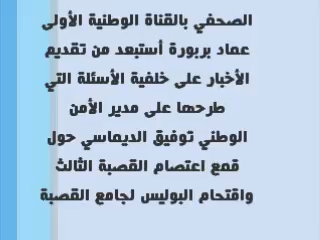 الصحفي بالقناة الوطنية الأولى
عماد بربورة أستبعد من تقديم
الأخبار على خلفية الأسئلة التي
طرحها على مدير الأمن
الوطني توفيق الديماسي حول
قمع اعتصام القصبة الثالث
واقتحام البوليس لجامع القصبة